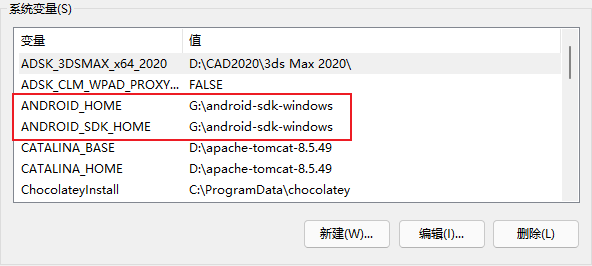 系统变量(S)
变量 值
ADSK_3DSMAX_x64_2020 D:\CAD2020\3ds Max 2020\
ADSK_CLM_WPAD_PROXY... FALSE
ANDROID_HOME G:\android-sdk-windows
ANDROID_SDK_HOME G:\android-sdk-windows
CATALINA_BASE D:\apache-tomcat-8.5.49
CATALINA_HOME D:\apache-tomcat-8.5.49
ChocolateyInstall C:\ProgramData\chocolatey
新建(W)... 编辑(I)... 删除(L)